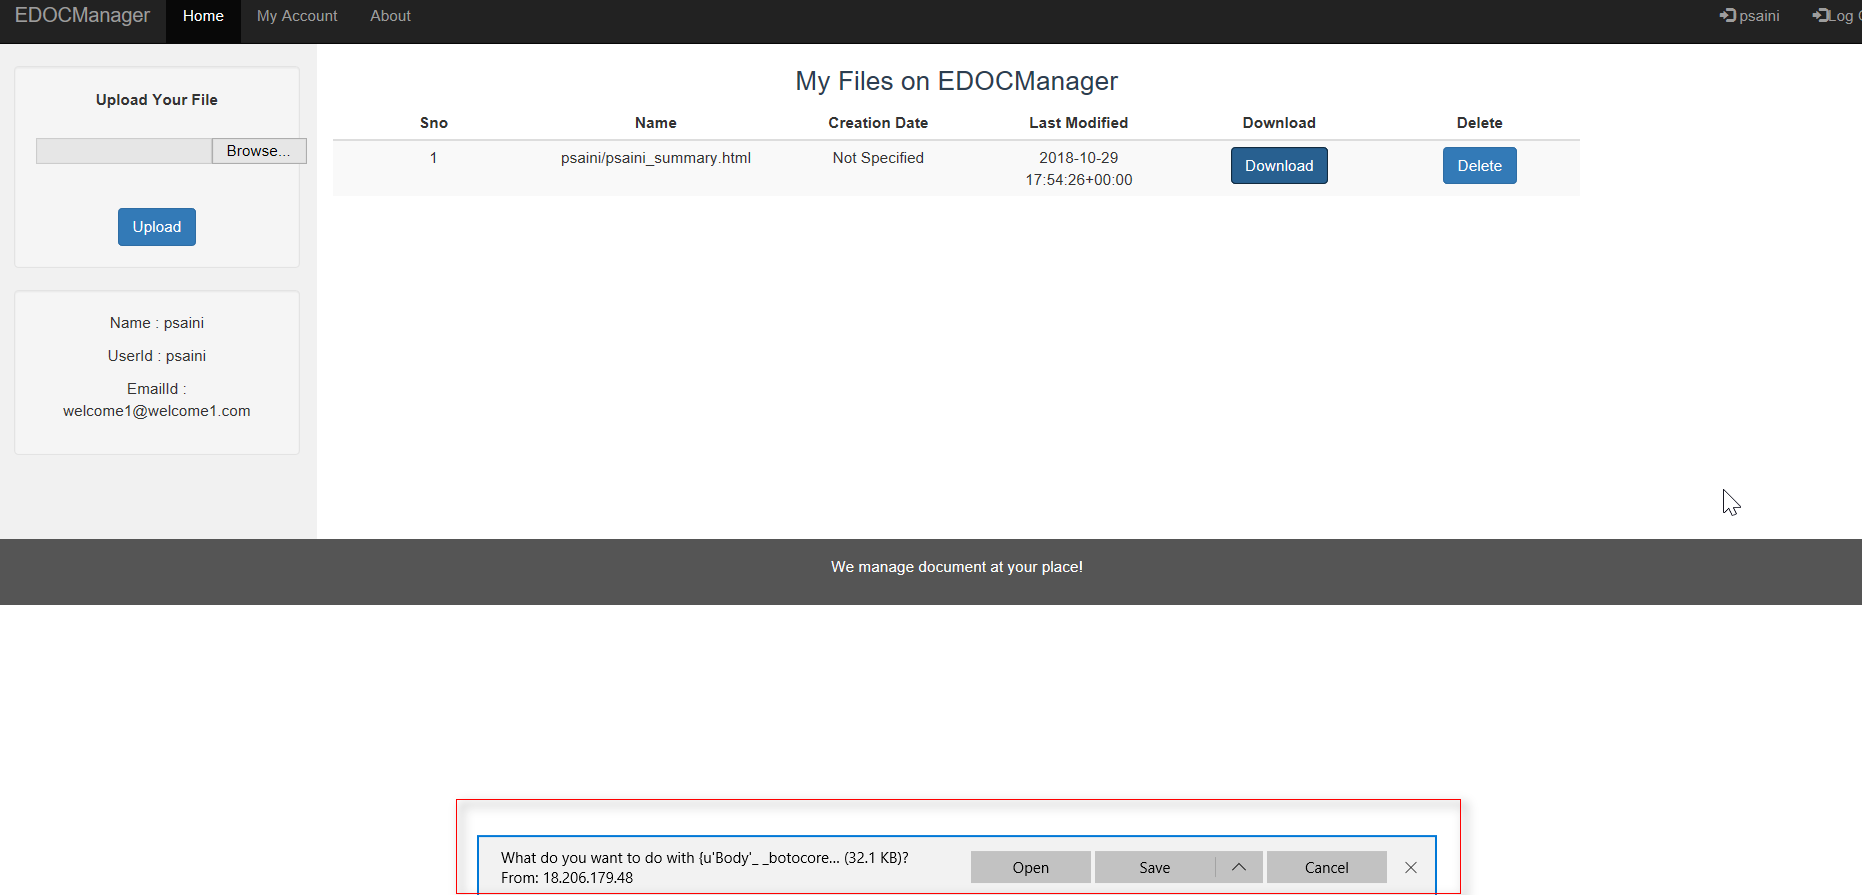 EDOCManager Home My Account About psaini Log
Upload Your File
Browse...
Upload
Name : psaini
UserId : psaini
EmailId :
welcome1@welcome1.com
My Files on EDOCManager
Sno Name Creation Date Last Modified Download Delete
1 psaini/psaini_summary.html Not Specified 2018-10-29 Download Delete
17:54:26+00:00
We manage document at your place!
What do you want to do with {u'Body'_ _botocore... (32.1 KB)? Open Save Cancel
From: 18.206.179.48